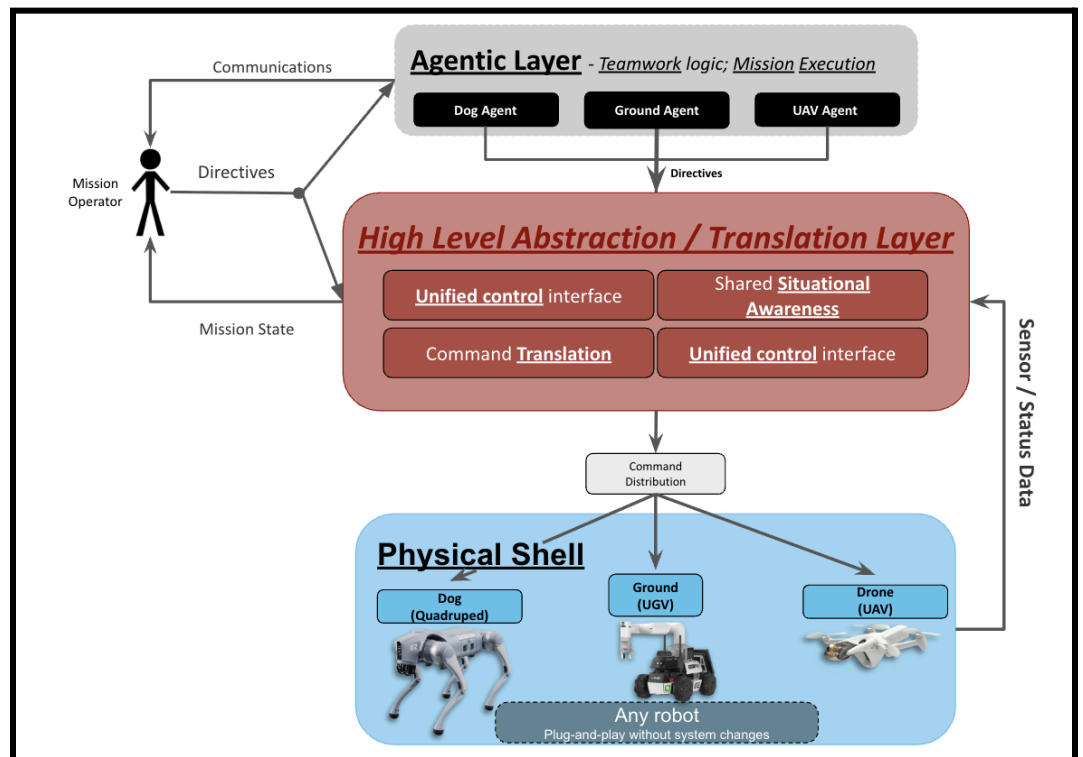 Agentic Layer - Teamwork logic; Mission Execution
Communications
Dog Agent
Ground Agent
UAV Agent
Directives
Directives
Mission
Operator
High Level Abstraction / Translation Layer
Unified control interface
Shared Situational
Awareness
Command Translation
Unified control interface
Mission State
Sensor / Status Data
Command
Distribution
Physical Shell
Dog
(Quadruped)
Ground
(UGV)
Drone
(UAV)
Any robot
Plug-and-play without system changes